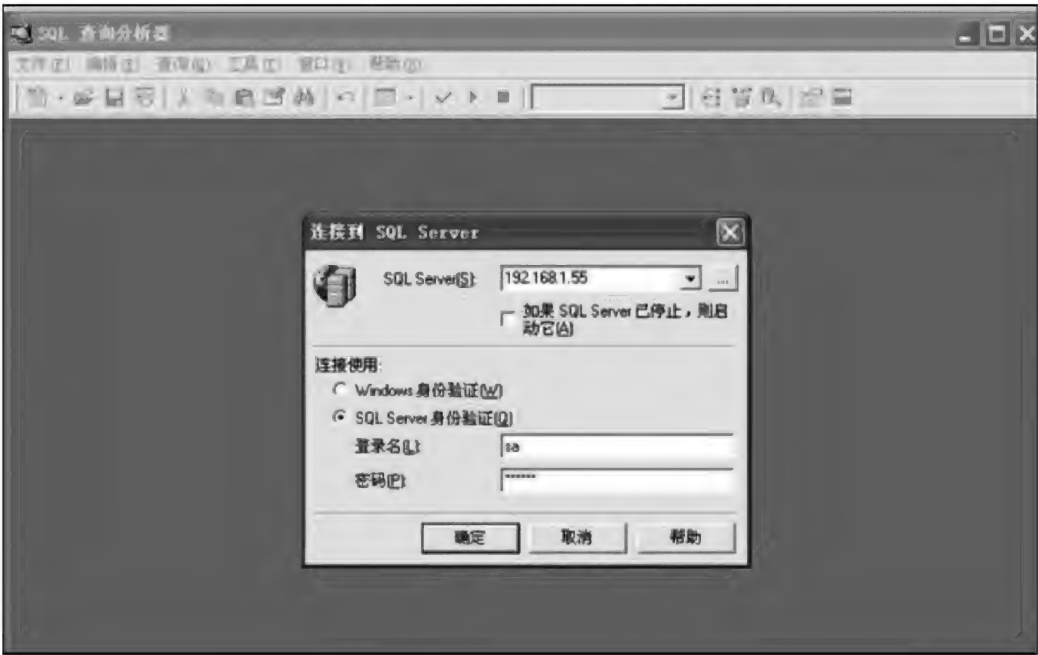 SQL 查询分析器
文件(F) 编辑(E) 查询(Q) 工具(T) 窗口(W) 帮助(H)
连接到 SQL Server
SQL Server(S):
192.168.1.55
...
如果 SQL Server 已停止，则启
动它(A)
连接使用:
Windows 身份验证(W)
SQL Server 身份验证(Q)
登录名(L):
sa
密码(P):
******
确定 取消 帮助